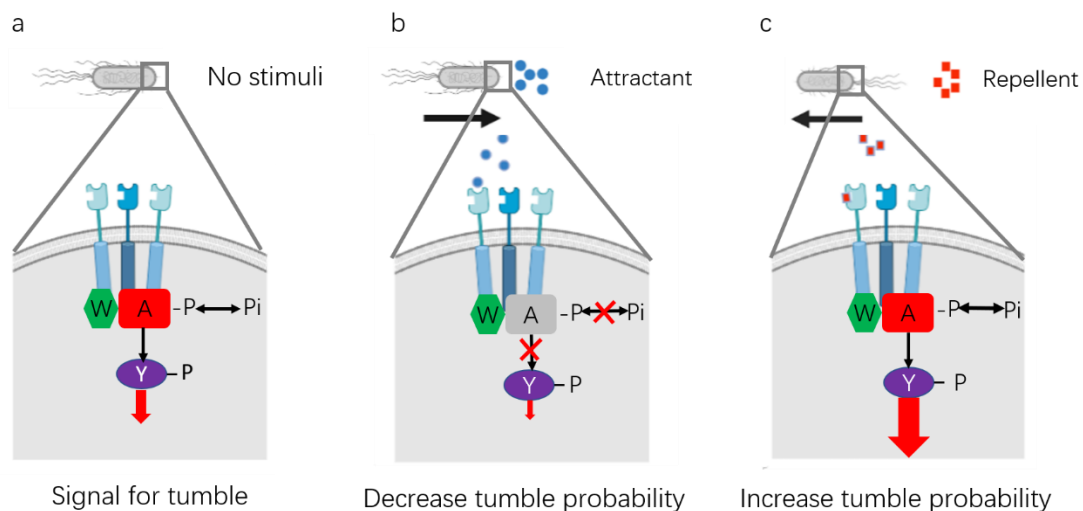 a
No stimuli
W A -P Pi
Y - P
Signal for tumble
b
Attractant
W A -P Pi
Y - P
Decrease tumble probability
c
Repellent
W A -P Pi
Y - P
Increase tumble probability